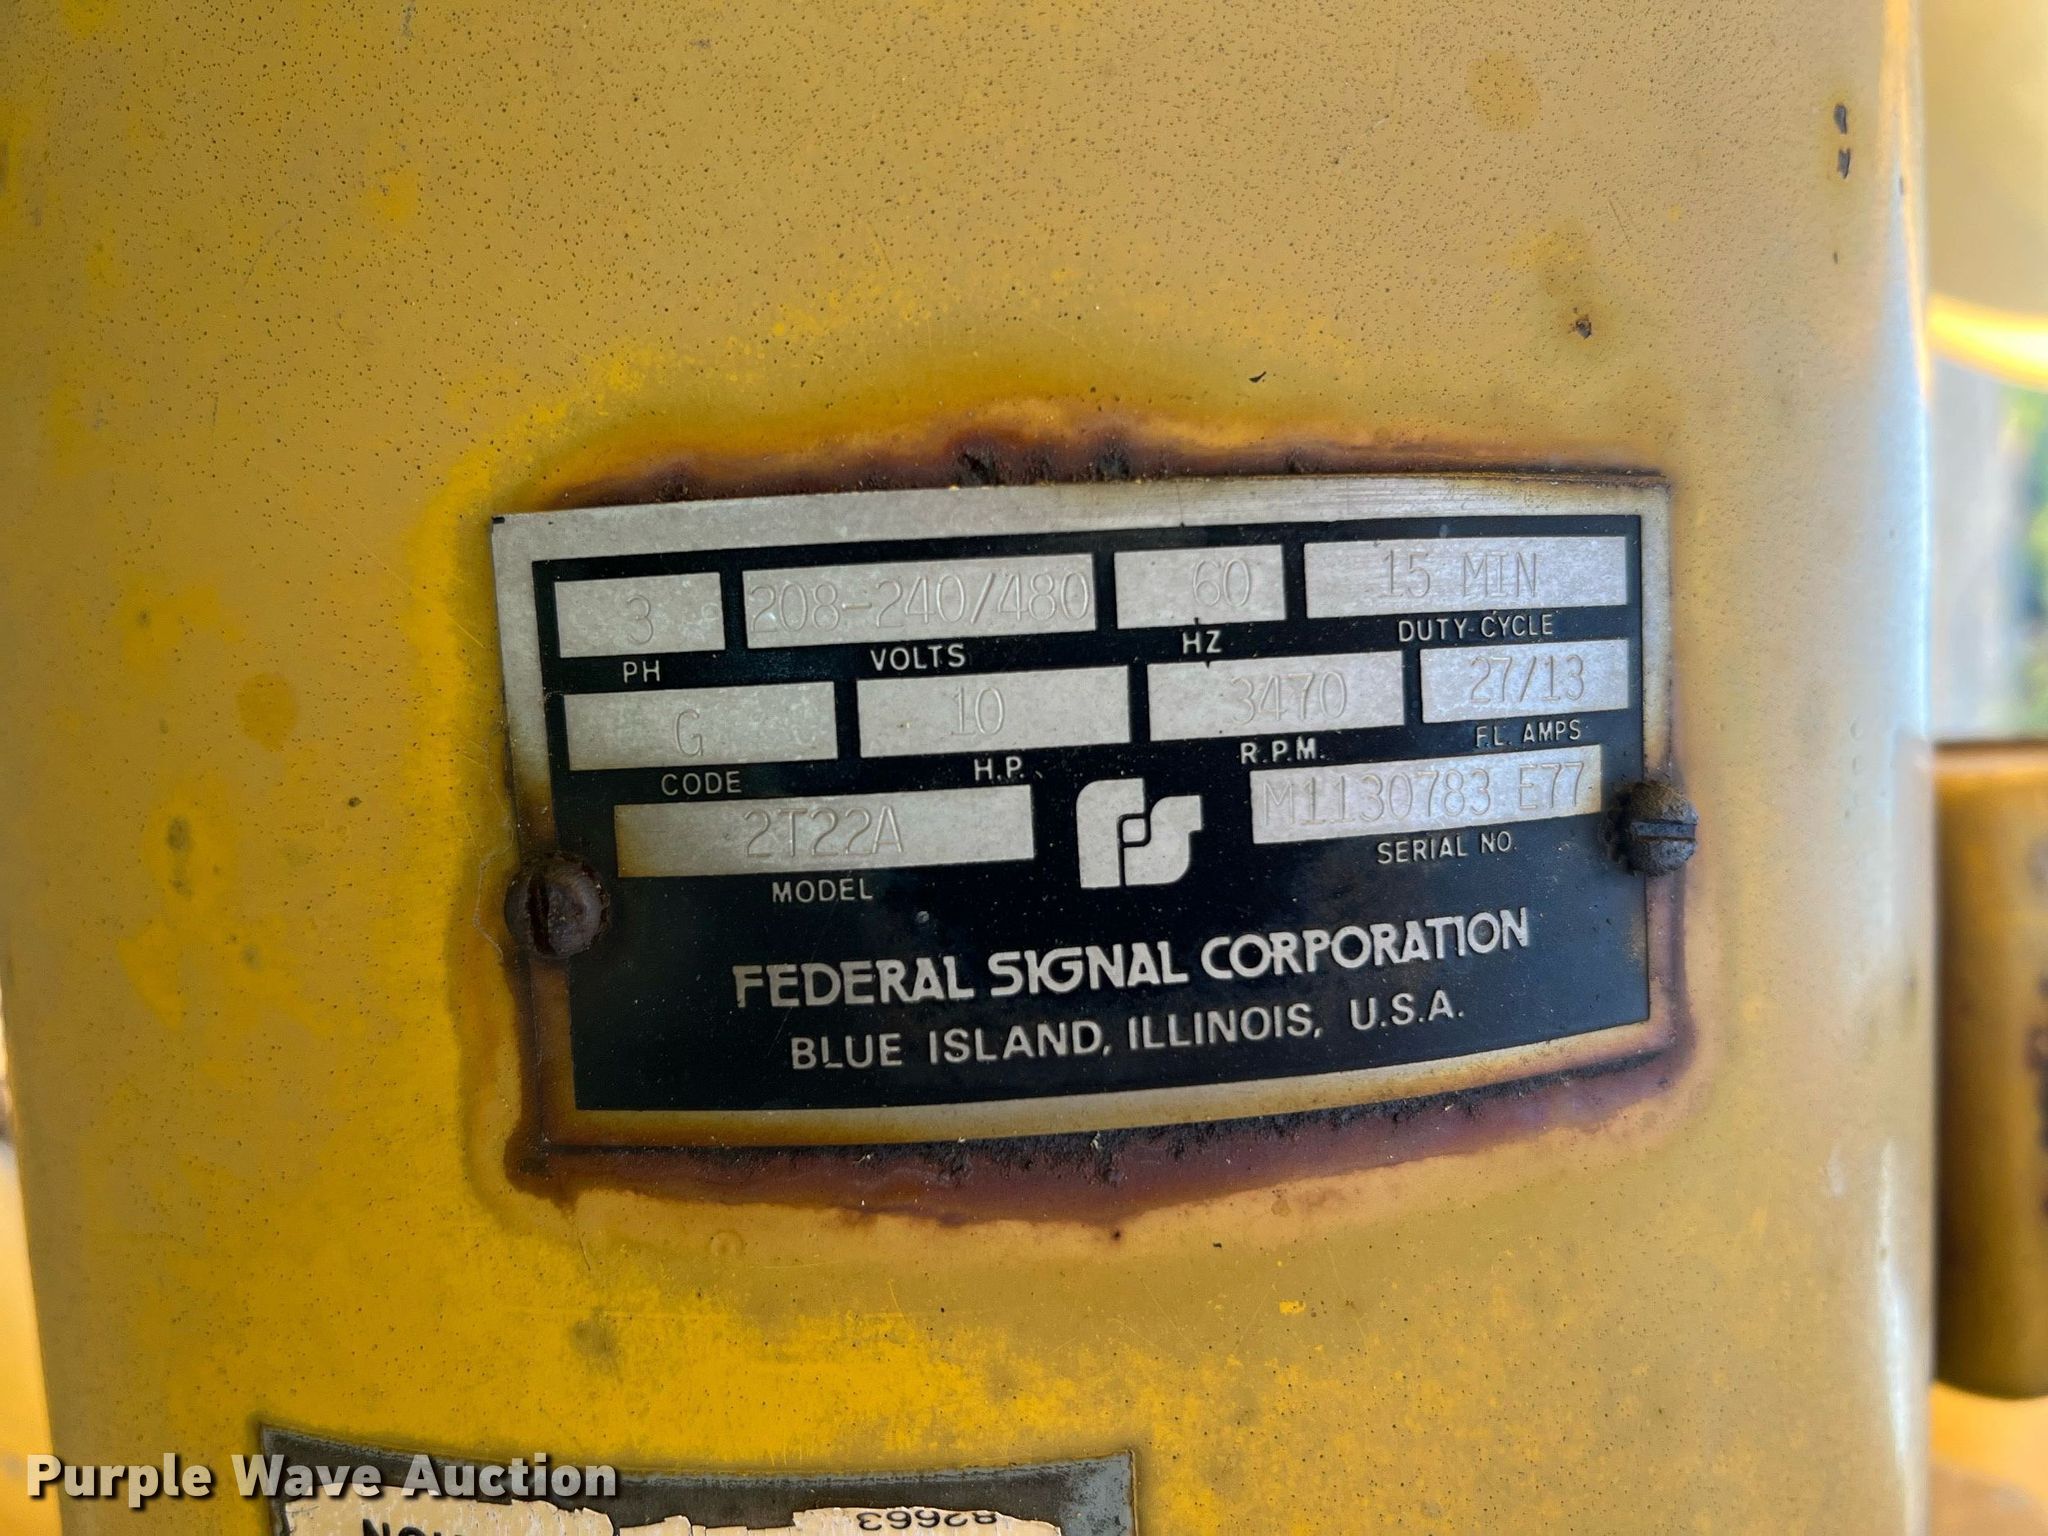 3 208-240/480 60 15 MIN
PH VOLTS HZ DUTY CYCLE
G 10 3470 27/13
CODE H.P. R.P.M. F.L. AMPS
2T22A M1130783 E77
MODEL SERIAL NO.
FEDERAL SIGNAL CORPORATION
BLUE ISLAND, ILLINOIS, U.S.A.
Purple Wave Auction